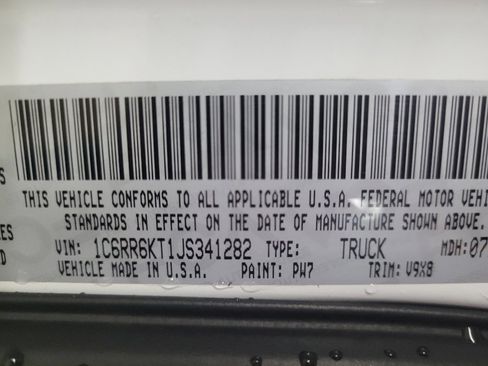 THIS VEHICLE CONFORMS TO ALL APPLICABLE U.S.A. FEDERAL MOTOR VEHI
S
STANDARDS IN EFFECT ON THE DATE OF MANUFACTURE SHOWN ABOVE.
ES
VIN: 1C6RR6KT1JS341282 TYPE: TRUCK MDH:07
D
VEHICLE MADE IN U.S.A. PAINT: PW7 TRIM: V9X8